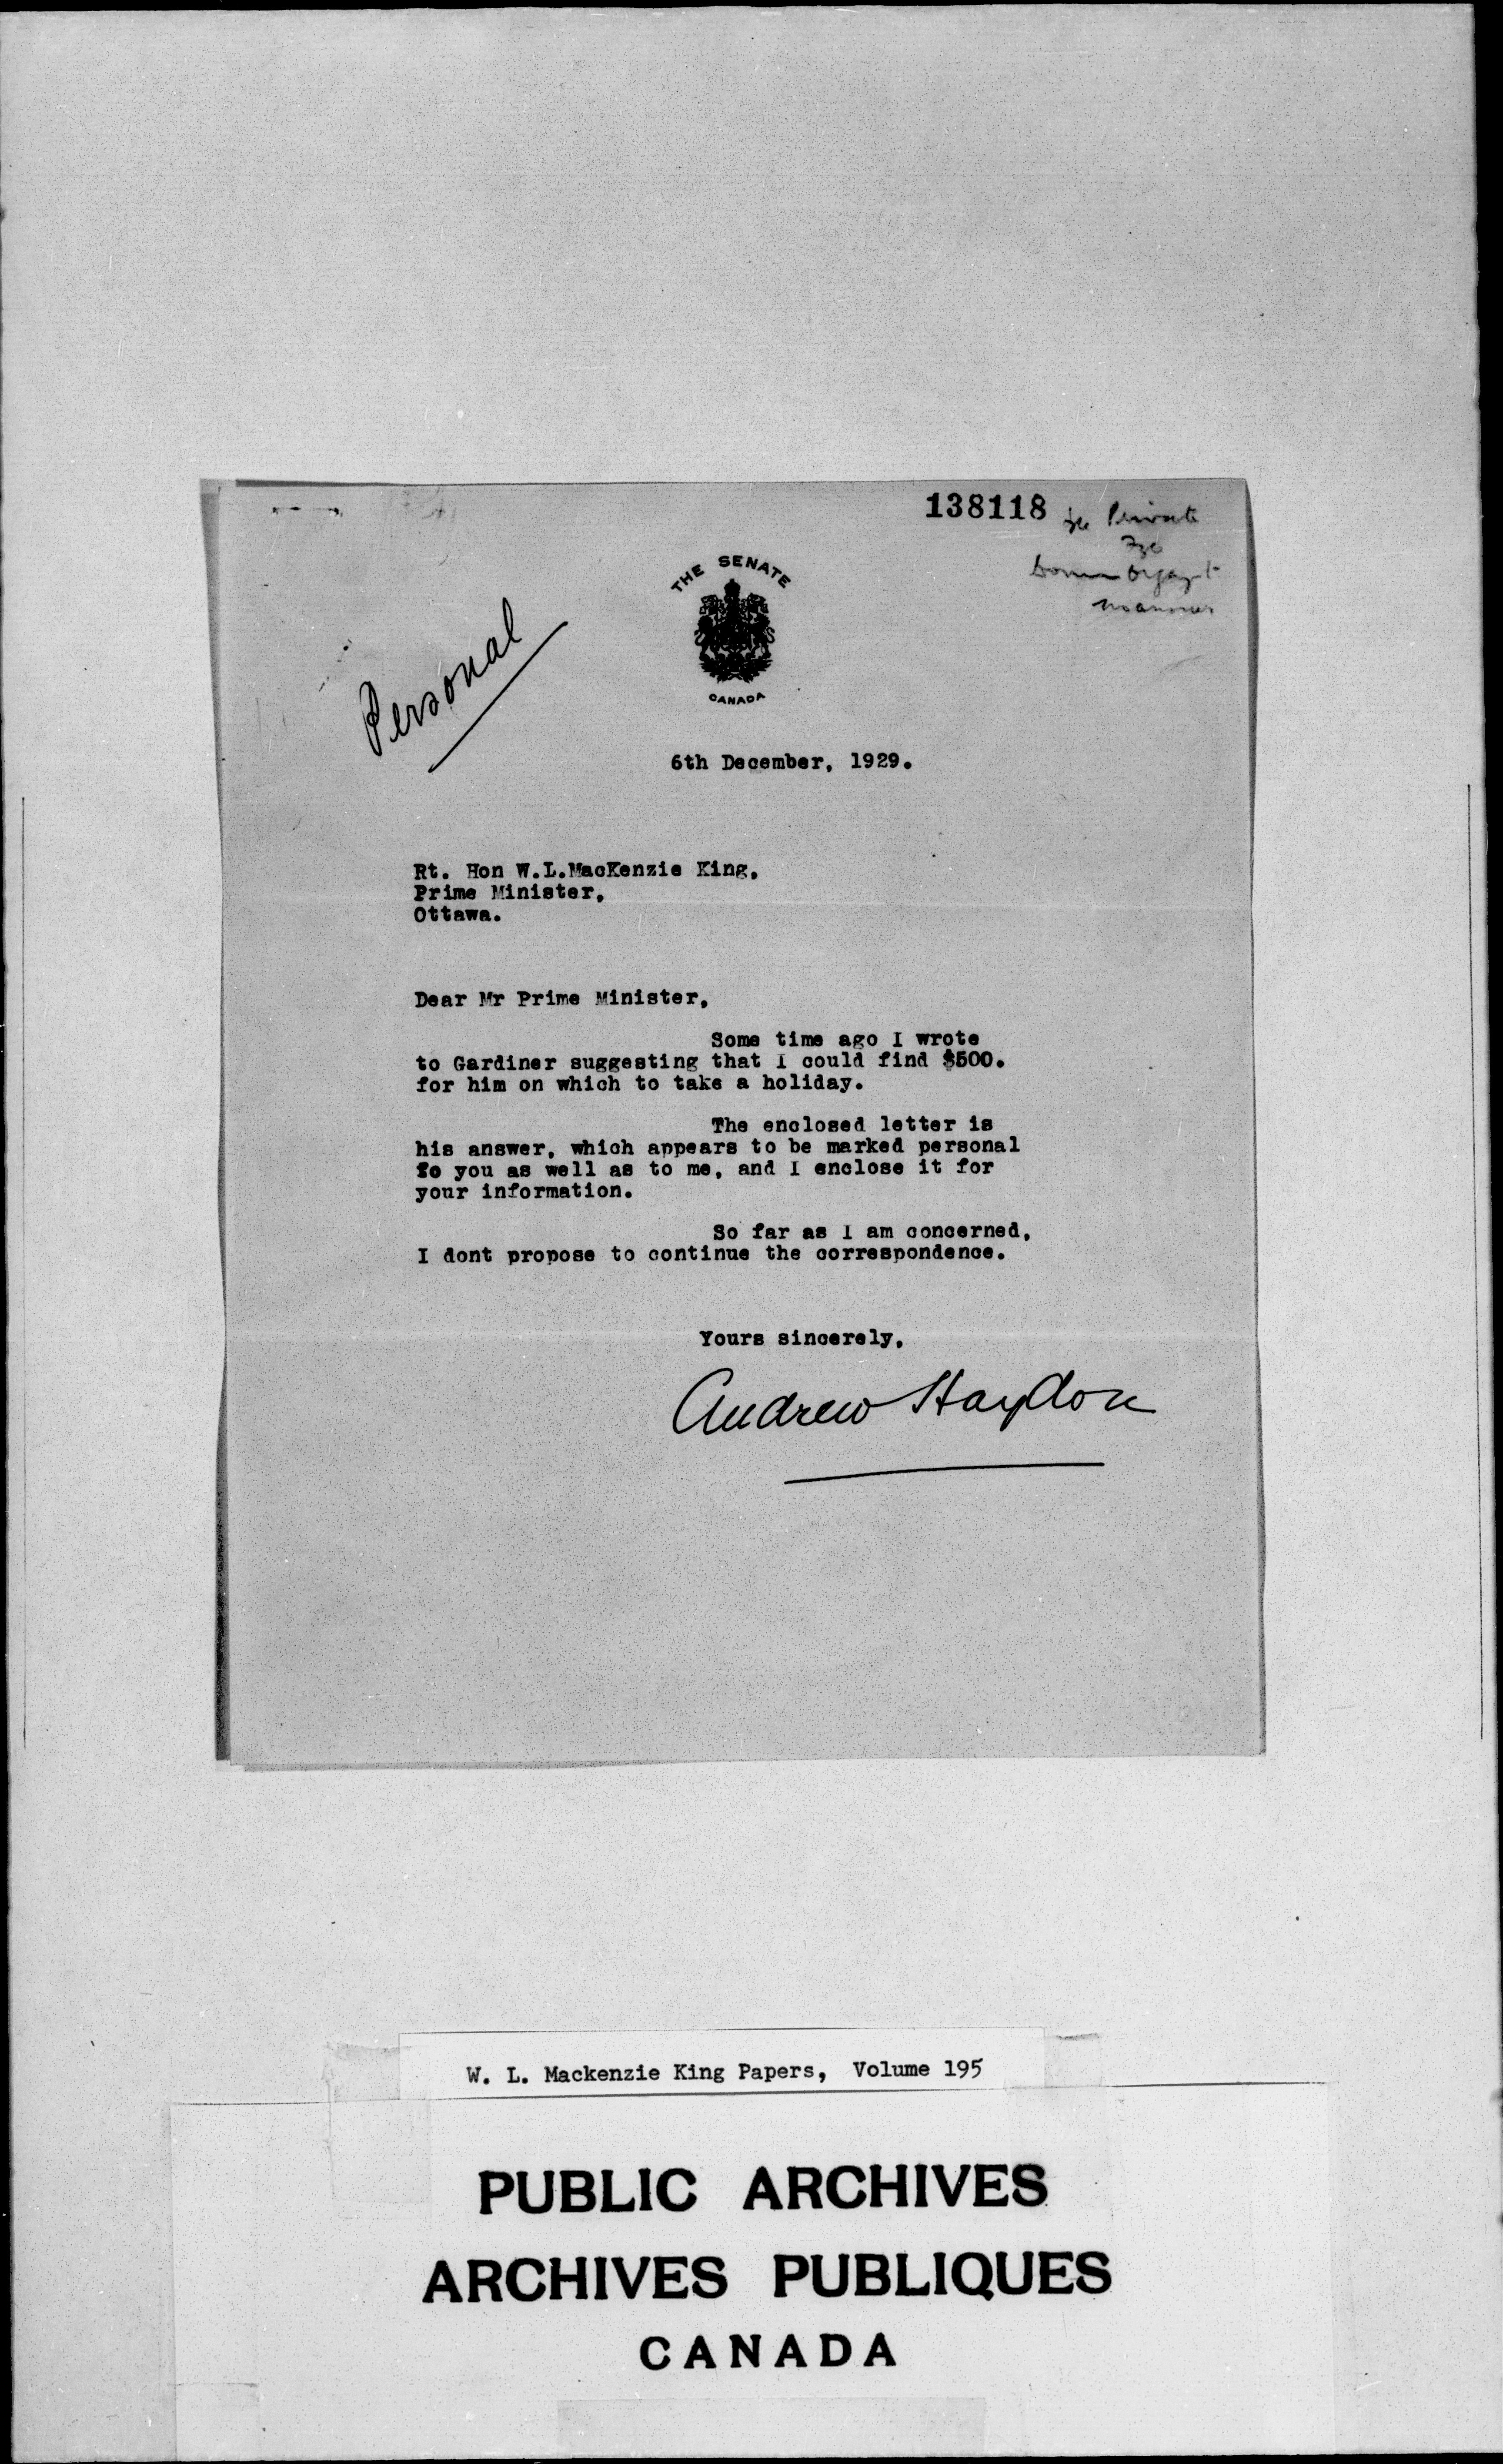 138118
Private
THE SENATE
CANADA
Personal
6th December, 1929.
Rt. Hon W.L.MacKenzie King,
Prime Minister,
Ottawa.
Dear Mr Prime Minister,
Some time ago I wrote
to Gardiner suggesting that I could find $500.
for him on which to take a holiday.
The enclosed letter is
his answer, which appears to be marked personal
to you as well as to me, and I enclose it for
your information.
So far as I am concerned,
I dont propose to continue the correspondence.
Yours sincerely,
Andrew Haydon
W. L. Mackenzie King Papers, Volume 195
PUBLIC ARCHIVES
ARCHIVES PUBLIQUES
CANADA